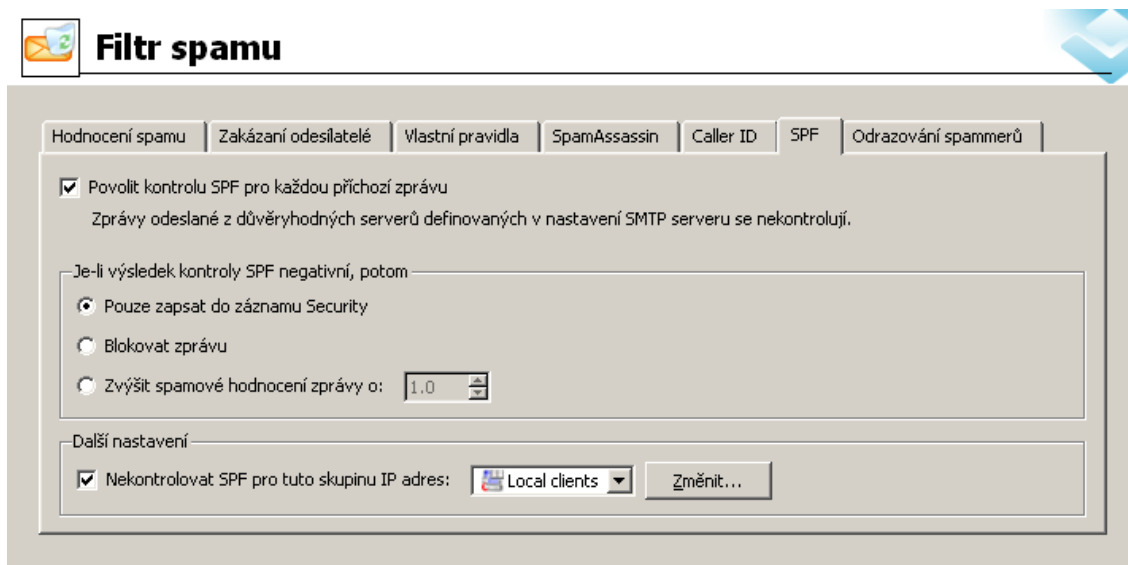 Filtr spamu
Hodnocení spamu Zakázaní odesílatelé Vlastní pravidla SpamAssassin Caller ID SPF Odrazování spammerů
Povolit kontrolu SPF pro každou příchozí zprávu
Zprávy odeslané z důvěryhodných serverů definovaných v nastavení SMTP serveru se nekontrolují.
Je-li výsledek kontroly SPF negativní, potom
Pouze zapsat do záznamu Security
Blokovat zprávu
Zvýšit spamové hodnocení zprávy o: 1.0
Další nastavení
Nekontrolovat SPF pro tuto skupinu IP adres: Local clients Změnit...